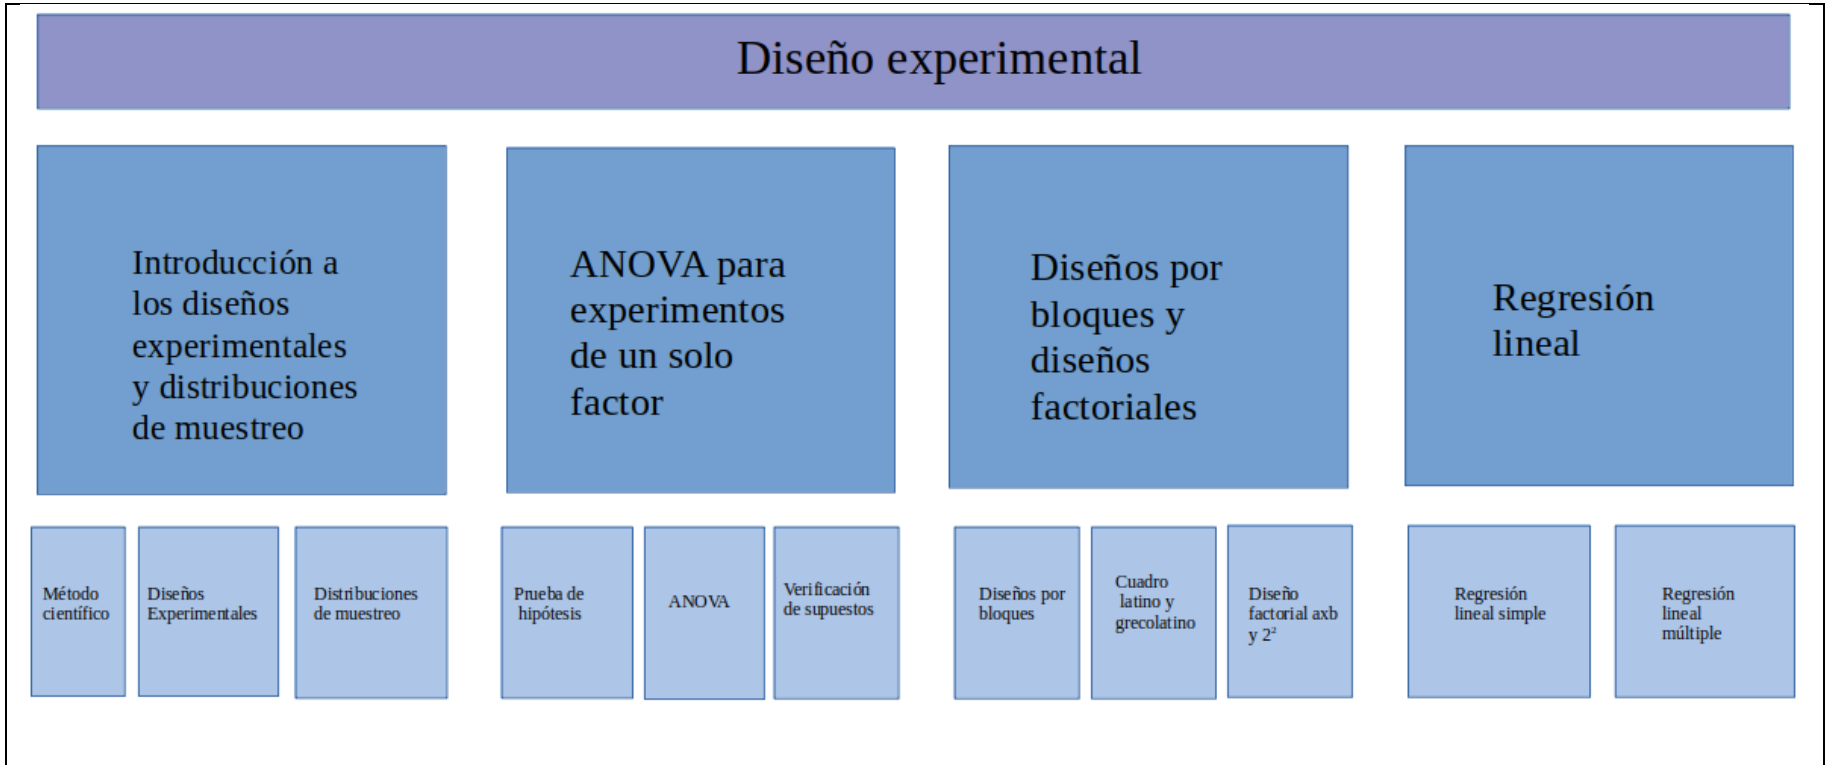 Diseño experimental
Introducción a
los diseños
experimentales
y distribuciones
de muestreo
ANOVA para
experimentos
de un solo
factor
Diseños por
bloques y
diseños
factoriales
Regresión
lineal
Método
científico
Diseños
Experimentales
Distribuciones
de muestreo
Prueba de
hipótesis
ANOVA
Verificación
de supuestos
Diseños por
bloques
Cuadro
latino y
grecolatino
Diseño
factorial axb
y 2²
Regresión
lineal simple
Regresión
lineal
múltiple